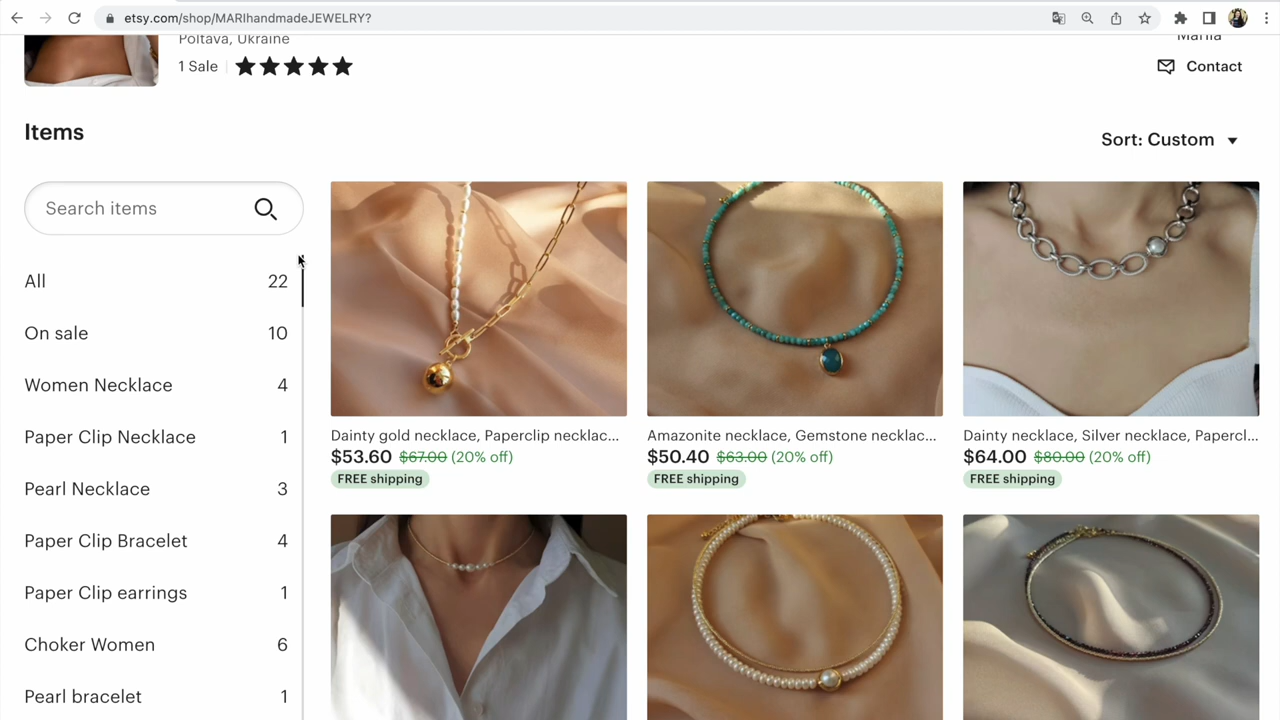 etsy.com/shop/MARIhandmadeJEWELRY?
Poltava, Ukraine
1 Sale
Mariia
Contact
Items
Sort: Custom
Search items
All 22
On sale 10
Women Necklace 4
Paper Clip Necklace 1
Pearl Necklace 3
Paper Clip Bracelet 4
Paper Clip earrings 1
Choker Women 6
Pearl bracelet 1
Dainty gold necklace, Paperclip necklac...
$53.60 $67.00 (20% off)
FREE shipping
Amazonite necklace, Gemstone necklac...
$50.40 $63.00 (20% off)
FREE shipping
Dainty necklace, Silver necklace, Papercl...
$64.00 $80.00 (20% off)
FREE shipping